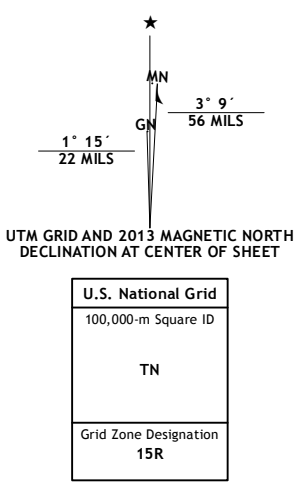 ★
MN
3° 9´
56 MILS
GN
1° 15´
22 MILS
UTM GRID AND 2013 MAGNETIC NORTH
DECLINATION AT CENTER OF SHEET
U.S. National Grid
100,000-m Square ID
TN
Grid Zone Designation
15R